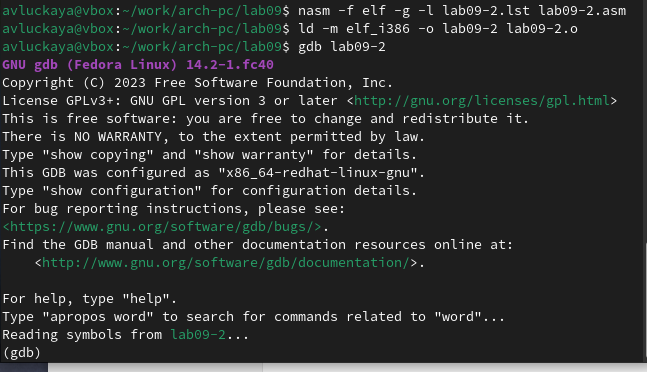 avluckaya@vbox:~/work/arch-pc/lab09$ nasm -f elf -g -l lab09-2.lst lab09-2.asm
avluckaya@vbox:~/work/arch-pc/lab09$ ld -m elf_i386 -o lab09-2 lab09-2.o
avluckaya@vbox:~/work/arch-pc/lab09$ gdb lab09-2
GNU gdb (Fedora Linux) 14.2-1.fc40
Copyright (C) 2023 Free Software Foundation, Inc.
License GPLv3+: GNU GPL version 3 or later <http://gnu.org/licenses/gpl.html>
This is free software: you are free to change and redistribute it.
There is NO WARRANTY, to the extent permitted by law.
Type "show copying" and "show warranty" for details.
This GDB was configured as "x86_64-redhat-linux-gnu".
Type "show configuration" for configuration details.
For bug reporting instructions, please see:
<https://www.gnu.org/software/gdb/bugs/>.
Find the GDB manual and other documentation resources online at:
    <http://www.gnu.org/software/gdb/documentation/>.

For help, type "help".
Type "apropos word" to search for commands related to "word"...
Reading symbols from lab09-2...
(gdb)